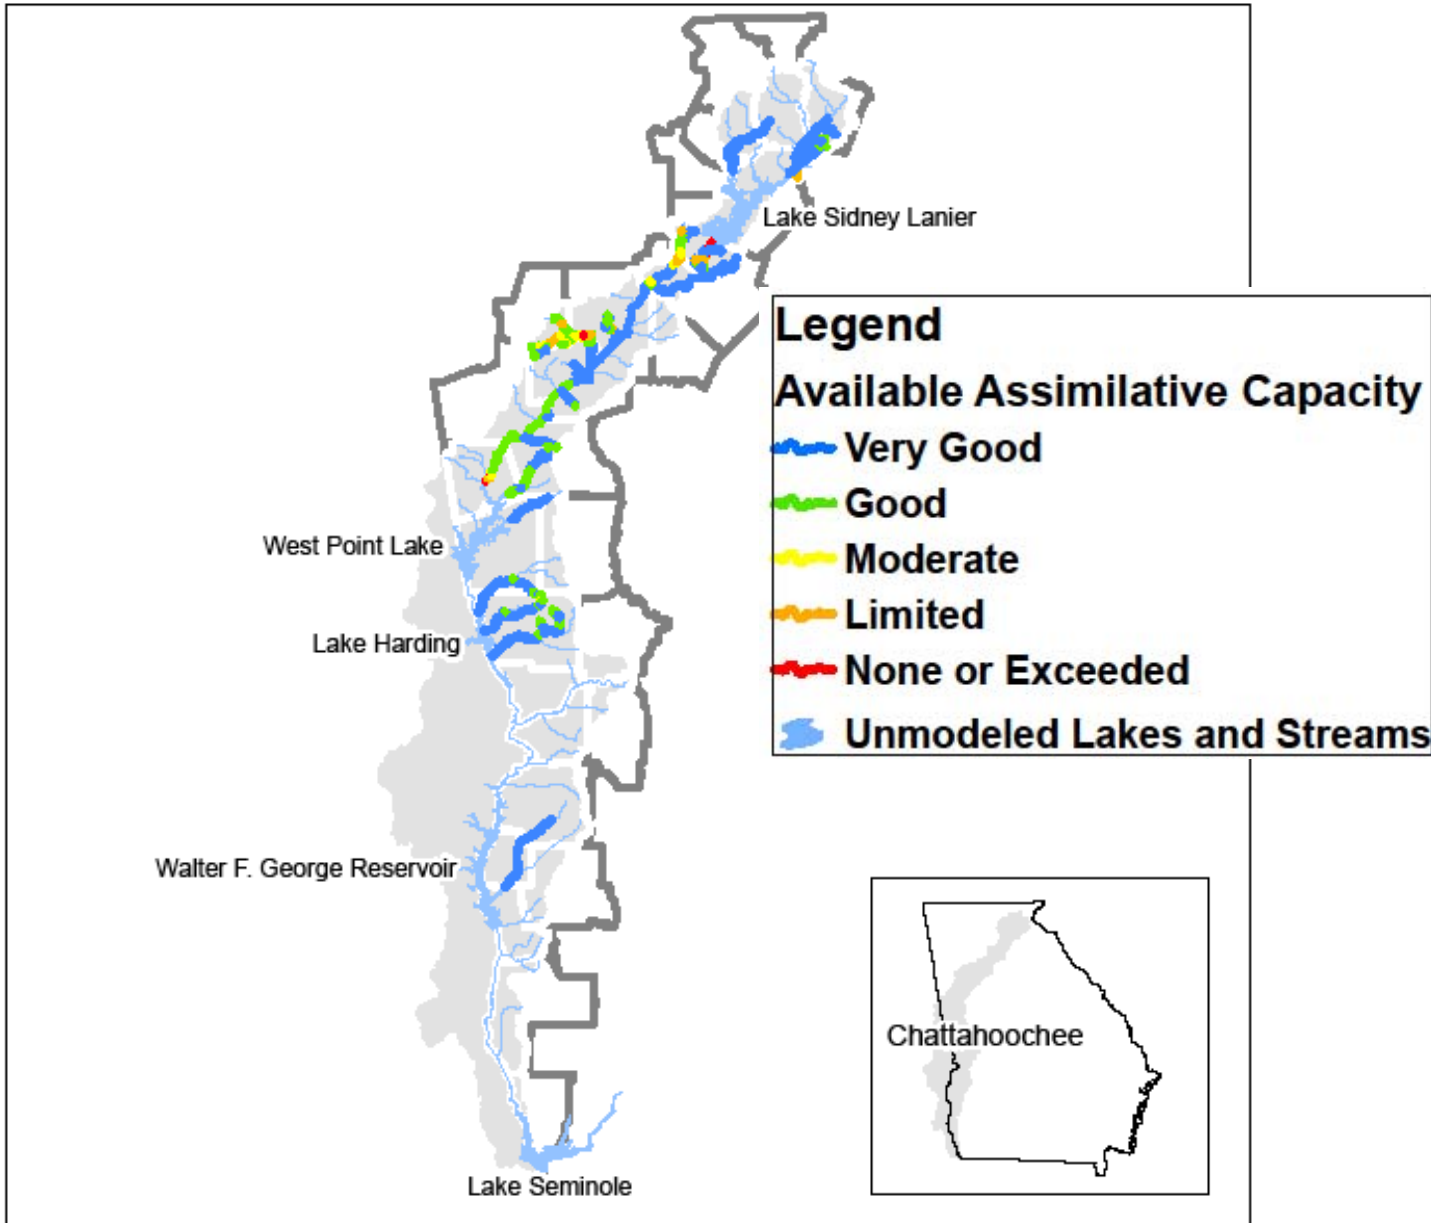 Lake Sidney Lanier
Legend
Available Assimilative Capacity
Very Good
Good
Moderate
Limited
None or Exceeded
Unmodeled Lakes and Streams
West Point Lake
Lake Harding
Walter F. George Reservoir
Chattahoochee
Lake Seminole